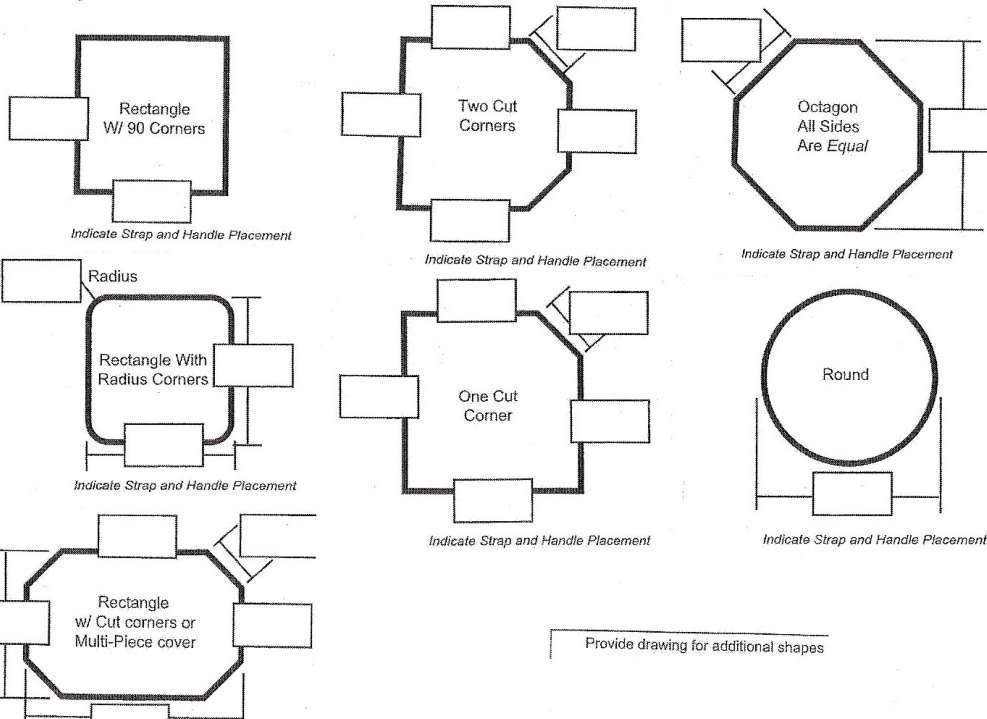 Rectangle
W/ 90 Corners
Indicate Strap and Handle Placement
Two Cut
Corners
Indicate Strap and Handle Placement
Octagon
All Sides
Are Equal
Indicate Strap and Handle Placement
Radius
Rectangle With
Radius Corners
Indicate Strap and Handle Placement
One Cut
Corner
Indicate Strap and Handle Placement
Round
Indicate Strap and Handle Placement
Rectangle
w/ Cut corners or
Multi-Piece cover
Provide drawing for additional shapes